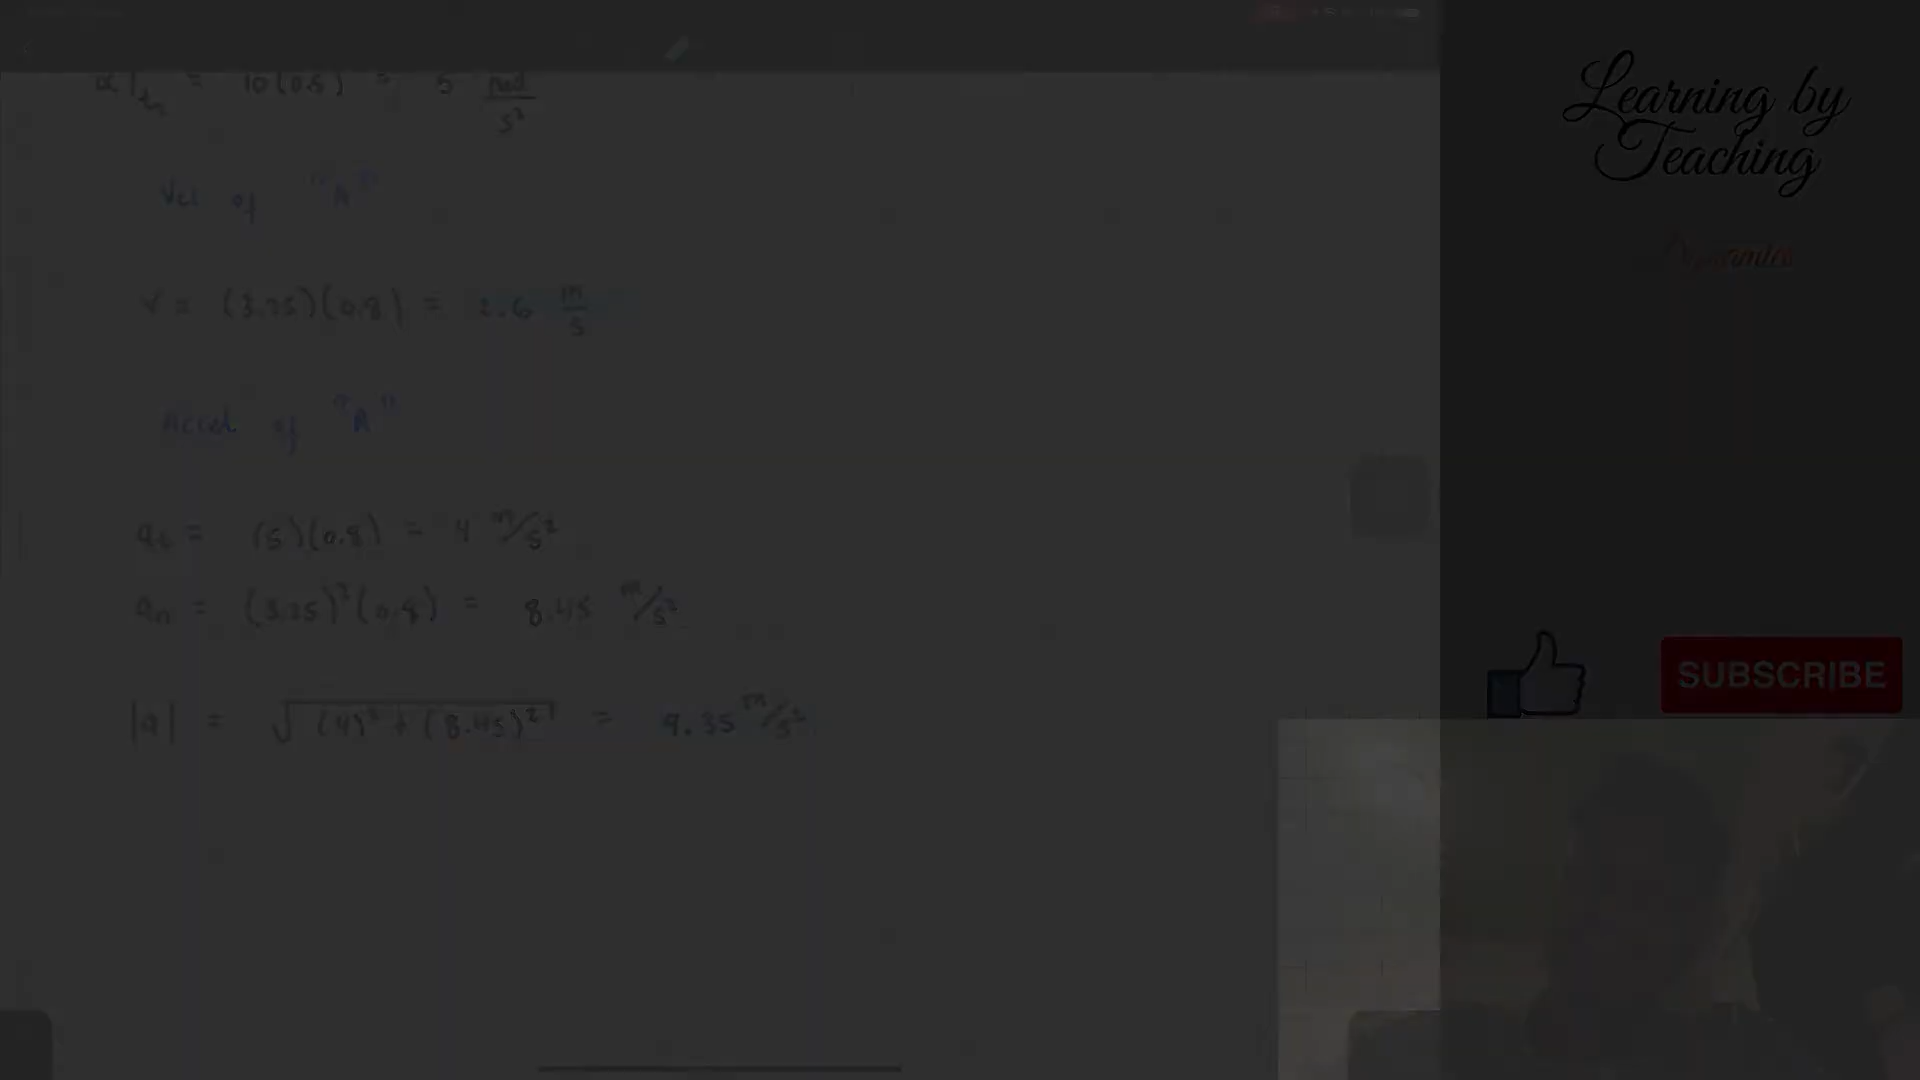 α|tn = 10(0.5) = 5 rad/s²
Vel of "A"
v = (3.25)(0.8) = 2.6 m/s
Accel of "A"
at = (5)(0.8) = 4 m/s²
an = (3.25)²(0.8) = 8.45 m/s²
|a| = √(4)² + (8.45)² = 9.35 m/s²
Learning by
Teaching
Dynamics
SUBSCRIBE